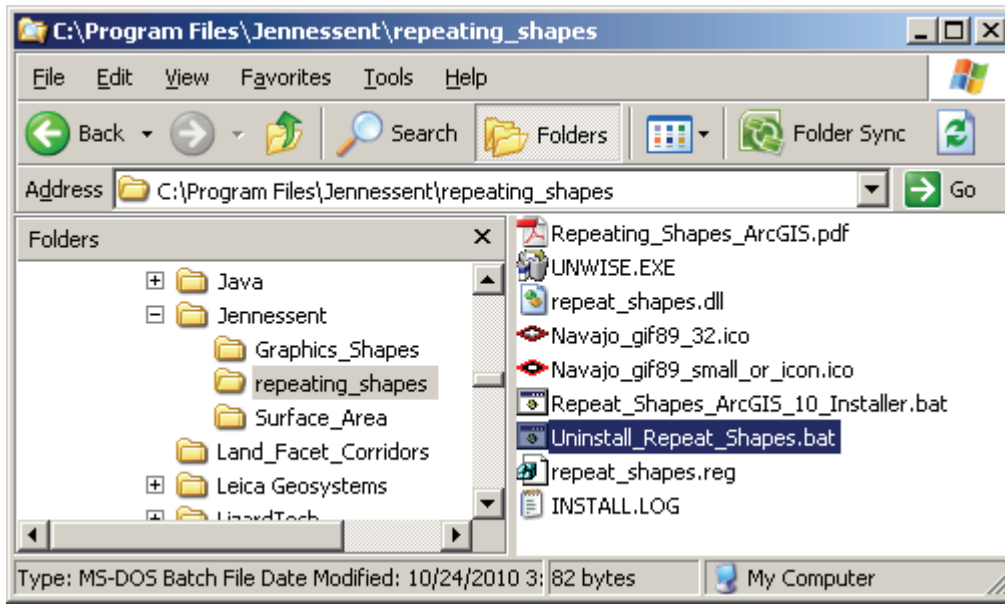 C:\Program Files\Jennessent\repeating_shapes
File Edit View Favorites Tools Help
Back Search Folders Folder Sync
Address C:\Program Files\Jennessent\repeating_shapes Go
Folders
Java
Jennessent
Graphics_Shapes
repeating_shapes
Surface_Area
Land_Facet_Corridors
Leica Geosystems
LizardTech
Repeating_Shapes_ArcGIS.pdf
UNWISE.EXE
repeat_shapes.dll
Navajo_gif89_32.ico
Navajo_gif89_small_or_icon.ico
Repeat_Shapes_ArcGIS_10_Installer.bat
Uninstall_Repeat_Shapes.bat
repeat_shapes.reg
INSTALL.LOG
Type: MS-DOS Batch File Date Modified: 10/24/2010 3: 82 bytes My Computer